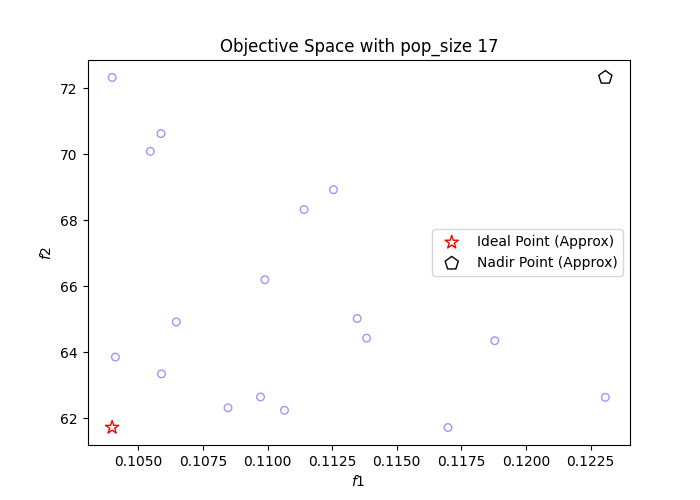 Objective Space with pop_size 17
72
70
68
66
64
62
f2
Ideal Point (Approx)
Nadir Point (Approx)
0.1050 0.1075 0.1100 0.1125 0.1150 0.1175 0.1200 0.1225
f1